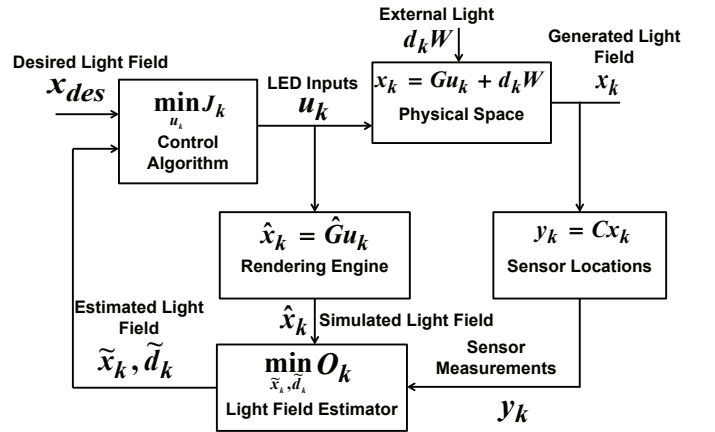 External Light
d_k W
Generated Light
Field
x_k
Desired Light Field
x_des
LED Inputs
u_k
min J_k
u_k
Control
Algorithm
x_k = Gu_k + d_k W
Physical Space
x̂_k = Ĝu_k
Rendering Engine
y_k = Cx_k
Sensor Locations
Estimated Light
Field
x̃_k, d̃_k
x̂_k Simulated Light Field
min O_k
x̃_k, d̃_k
Light Field Estimator
Sensor
Measurements
y_k